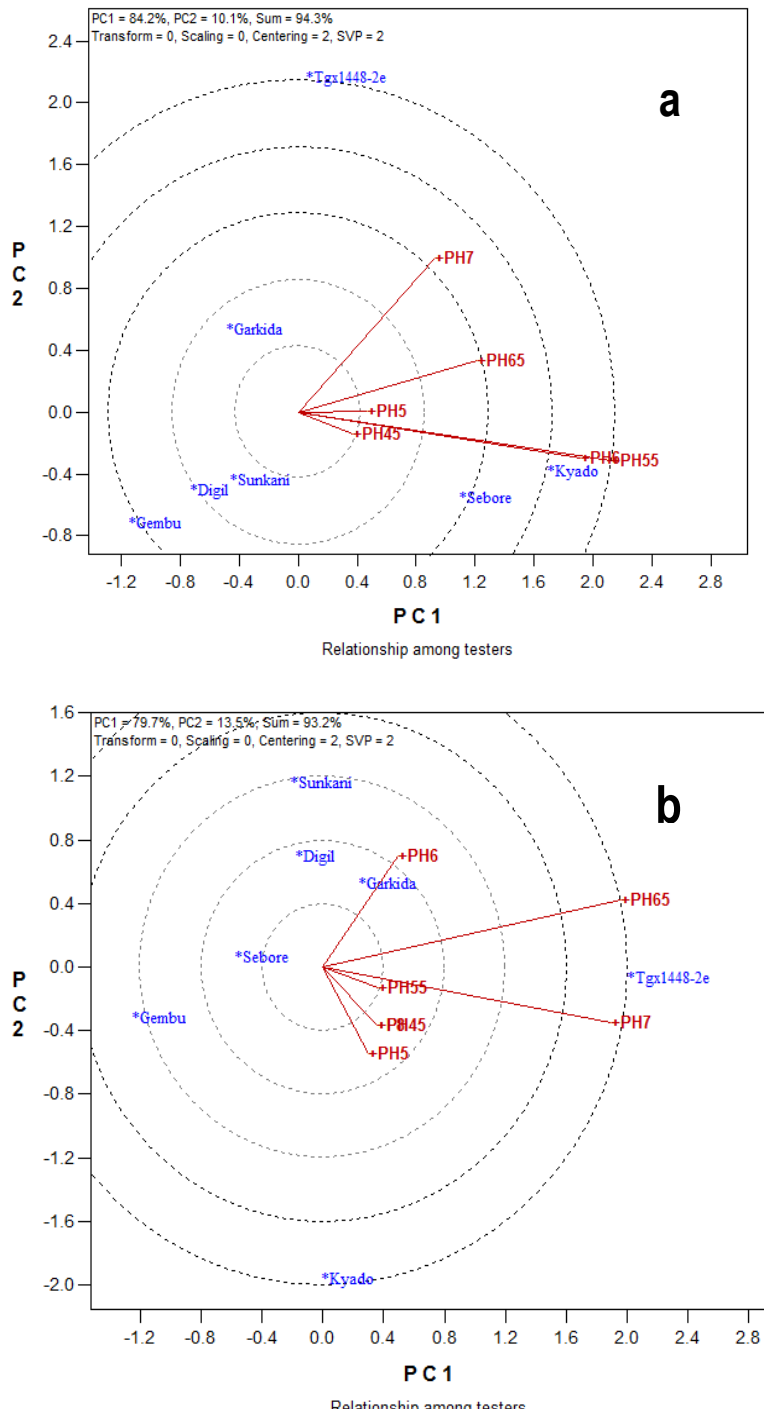 PC1 = 84.2%, PC2 = 10.1%, Sum = 94.3%
Transform = 0, Scaling = 0, Centering = 2, SVP = 2
2.4
*Tgx1448-2e
a
2.0
1.6
1.2
PH7
PC2
0.8
*Garkida
0.4
PH65
0.0
PH5
PH45
PH55
*Kyado
-0.4
*Sunkani
*Digil
*Sebore
*Gembu
-0.8
-1.2 -0.8 -0.4 0.0 0.4 0.8 1.2 1.6 2.0 2.4 2.8
PC1
Relationship among testers
1.6
PC1 = 79.7%, PC2 = 13.5%, Sum = 93.2%
Transform = 0, Scaling = 0, Centering = 2, SVP = 2
b
1.2
*Sunkani
0.8
*Digil
PH6
*Garkida
0.4
PH65
PC2
0.0
*Sebore
*Tgx1448-2e
PH55
*Gembu
PH7
-0.4
PH5
-0.8
-1.2
-1.6
-2.0
*Kyado
-1.2 -0.8 -0.4 0.0 0.4 0.8 1.2 1.6 2.0 2.4 2.8
PC1
Relationship among testers